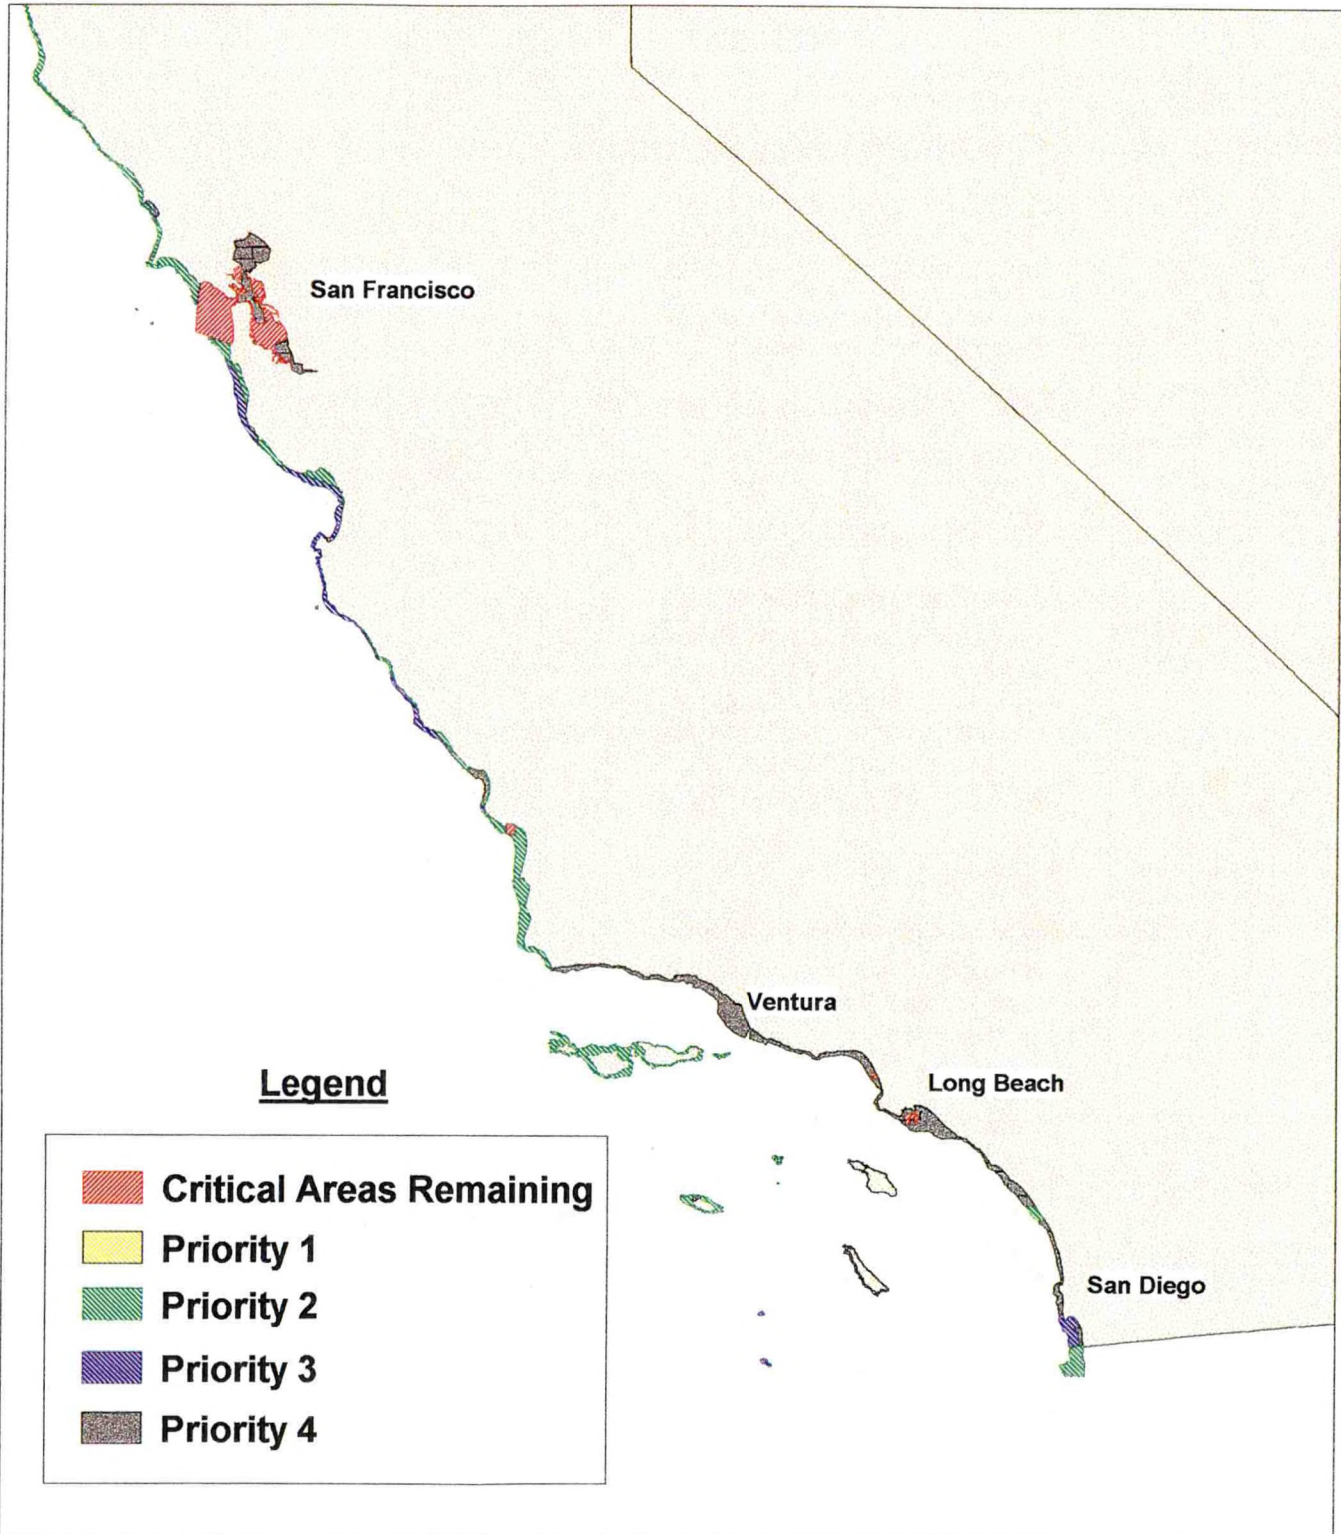 San Francisco
Ventura
Long Beach
San Diego
Legend
Critical Areas Remaining
Priority 1
Priority 2
Priority 3
Priority 4